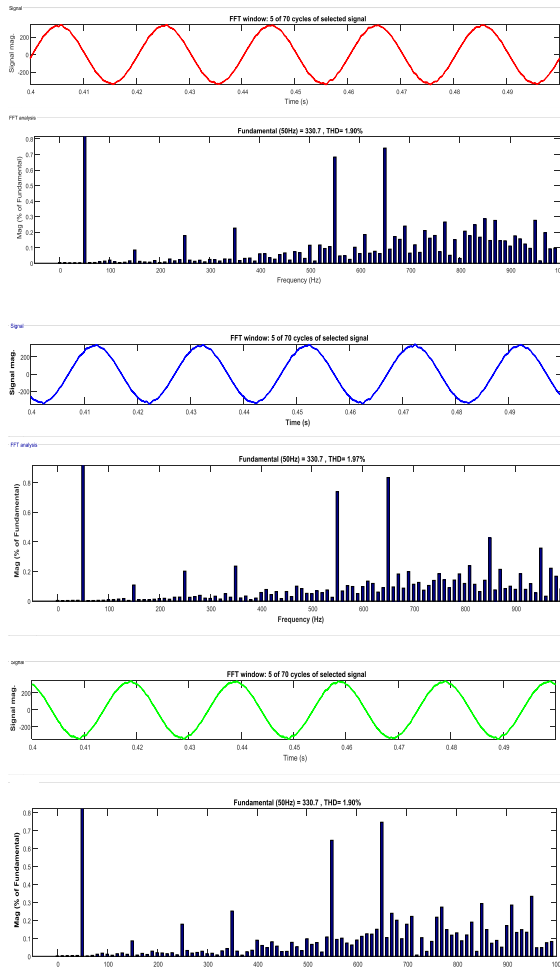 Signal
FFT window: 5 of 70 cycles of selected signal
Signal mag.
200
0
-200
0.4 0.41 0.42 0.43 0.44 0.45 0.46 0.47 0.48 0.49
Time (s)
FFT analysis
Fundamental (50Hz) = 330.7 , THD= 1.90%
Mag (% of Fundamental)
0.8
0.7
0.6
0.5
0.4
0.3
0.2
0.1
0
0 100 200 300 400 500 600 700 800 900
Frequency (Hz)
Signal
FFT window: 5 of 70 cycles of selected signal
Signal mag.
200
0
-200
0.4 0.41 0.42 0.43 0.44 0.45 0.46 0.47 0.48 0.49
Time (s)
FFT analysis
Fundamental (50Hz) = 330.7 , THD= 1.97%
Mag (% of Fundamental)
0.8
0.6
0.4
0.2
0
0 100 200 300 400 500 600 700 800 900
Frequency (Hz)
Signal
FFT window: 5 of 70 cycles of selected signal
Signal mag.
200
0
-200
0.4 0.41 0.42 0.43 0.44 0.45 0.46 0.47 0.48 0.49
Time (s)
Fundamental (50Hz) = 330.7 , THD= 1.90%
Mag (% of Fundamental)
0.8
0.7
0.6
0.5
0.4
0.3
0.2
0.1
0
0 100 200 300 400 500 600 700 800 900